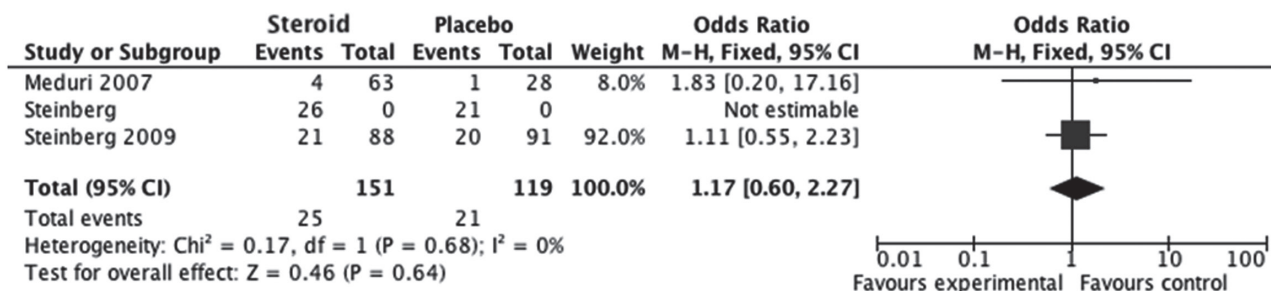 Steroid Placebo Odds Ratio Odds Ratio
Study or Subgroup Events Total Events Total Weight M-H, Fixed, 95% CI M-H, Fixed, 95% CI
Meduri 2007 4 63 1 28 8.0% 1.83 [0.20, 17.16]
Steinberg 26 0 21 0 Not estimable
Steinberg 2009 21 88 20 91 92.0% 1.11 [0.55, 2.23]
Total (95% CI) 151 119 100.0% 1.17 [0.60, 2.27]
Total events 25 21
Heterogeneity: Chi² = 0.17, df = 1 (P = 0.68); I² = 0%
Test for overall effect: Z = 0.46 (P = 0.64)
0.01 0.1 1 10 100
Favours experimental Favours control